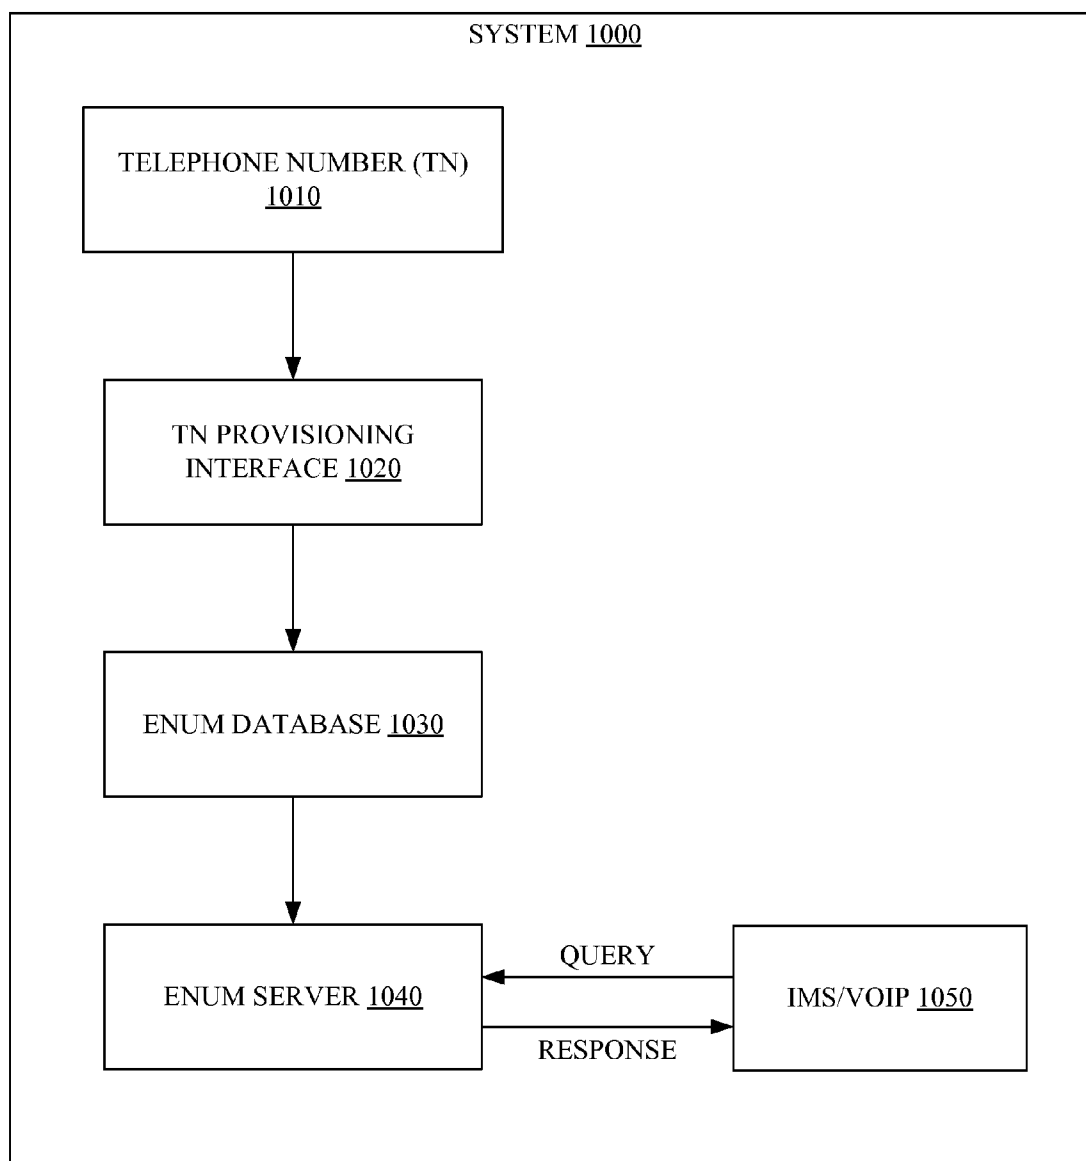 SYSTEM 1000
TELEPHONE NUMBER (TN)
1010
TN PROVISIONING
INTERFACE 1020
ENUM DATABASE 1030
QUERY
ENUM SERVER 1040
IMS/VOIP 1050
RESPONSE